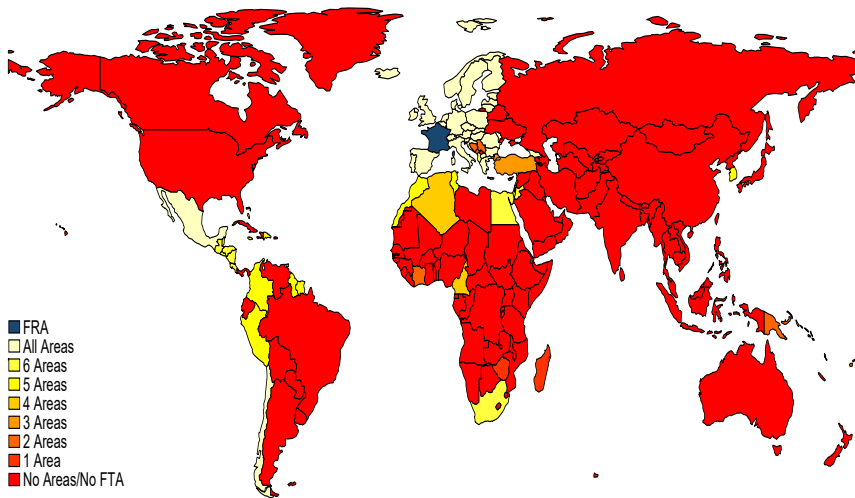 FRA
All Areas
6 Areas
5 Areas
4 Areas
3 Areas
2 Areas
1 Area
No Areas/No FTA